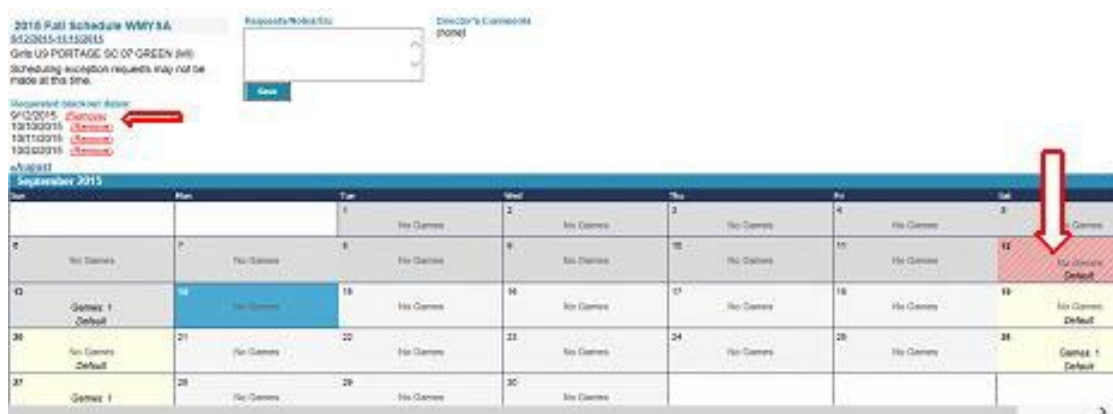 2015 Fall Schedule WMYSA
9/12/2015-11/15/2015
Girls U9 PORTAGE SC 07 GREEN (MI)
Scheduling exception requests may not be
made at this time.
Requests/Notes/Etc
Save
Director's Comments
(none)
Requested blackout dates:
9/12/2015 (Remove)
10/10/2015 (Remove)
10/11/2015 (Remove)
(Remove)
«August
September 2015
Sun Mon Tue Wed Thu Fri Sat
1 No Games 2 No Games 3 No Games 4 No Games 5 Games
6 No Games 7 No Games 8 No Games 9 No Games 10 No Games 11 No Games 12 No Games Default
13 Games: 1 Default 14 No Games 15 No Games 16 No Games 17 No Games 18 No Games 19 No Games Default
20 No Games Default 21 No Games 22 No Games 23 No Games 24 No Games 25 No Games 26 Games: 1 Default
27 Games: 1 28 No Games 29 No Games 30 No Games